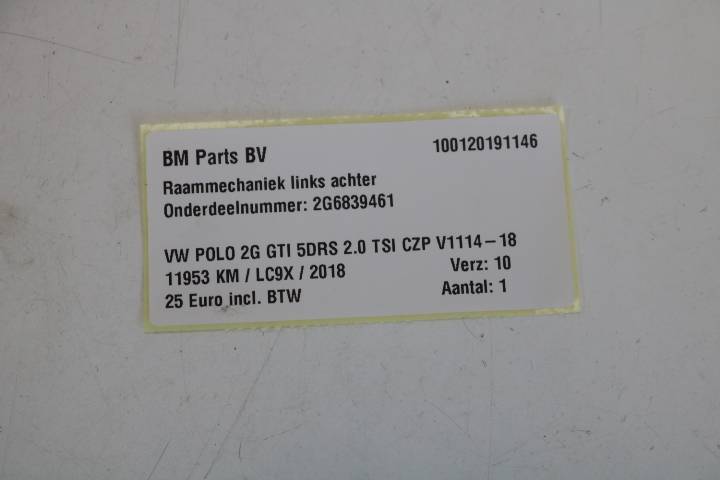 BM Parts BV 100120191146
Raammechaniek links achter
Onderdeelnummer: 2G6839461
VW POLO 2G GTI 5DRS 2.0 TSI CZP V1114-18
11953 KM / LC9X / 2018 Verz: 10
25 Euro incl. BTW Aantal: 1